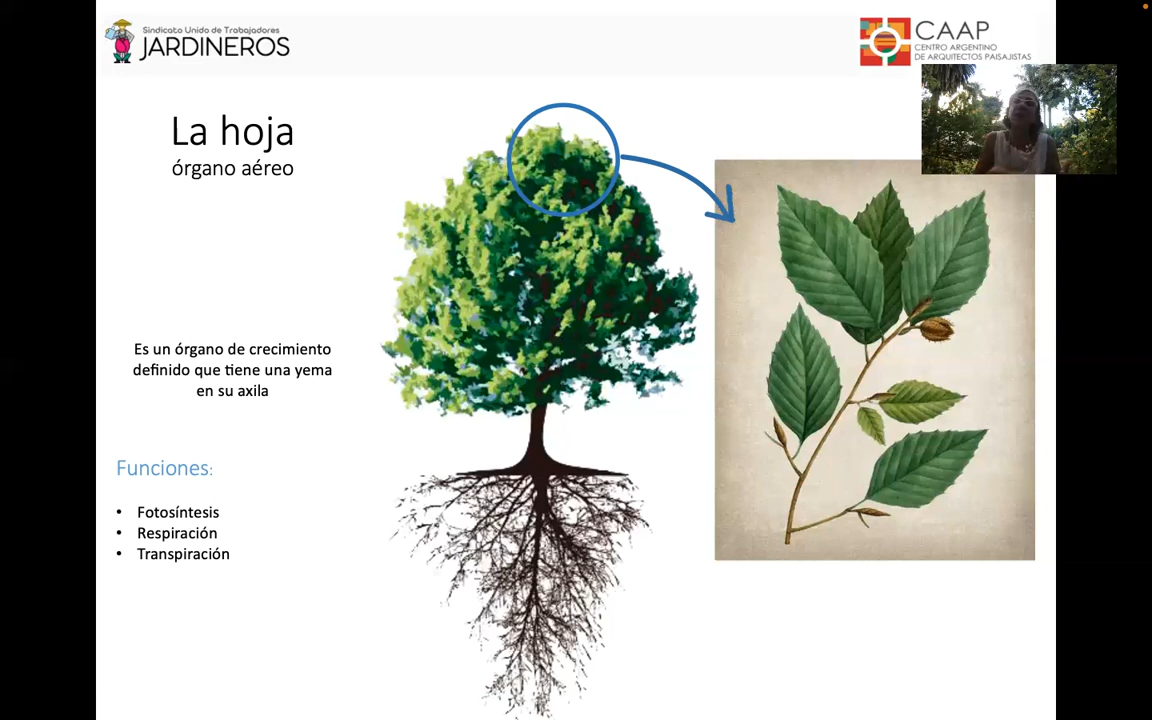 Sindicato Unido de Trabajadores
JARDINEROS
CAAP
CENTRO ARGENTINO
DE ARQUITECTOS PAISAJISTAS
La hoja
órgano aéreo
Es un órgano de crecimiento
definido que tiene una yema
en su axila
Funciones:
• Fotosíntesis
• Respiración
• Transpiración